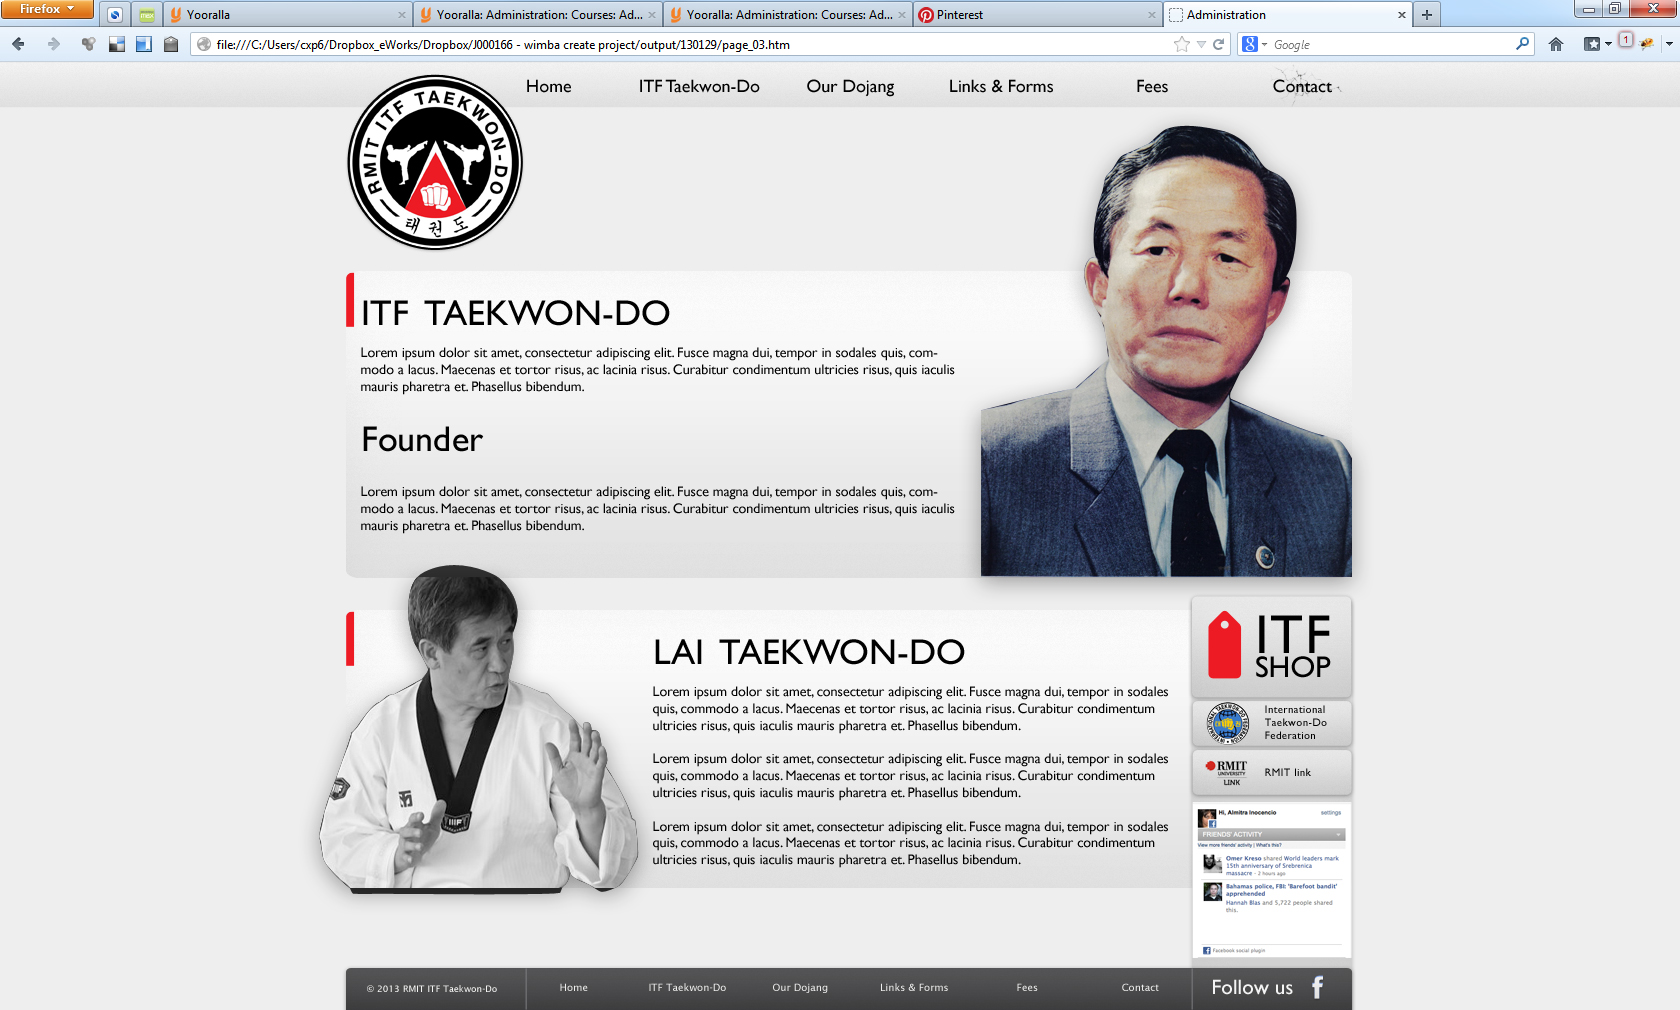 Firefox
Yooralla
Yooralla: Administration: Courses: Ad...
Yooralla: Administration: Courses: Ad...
Pinterest
Administration
file:///C:/Users/cxp6/Dropbox_eWorks/Dropbox/J000166 - wimba create project/output/130129/page_03.htm
Google
1
Home
ITF Taekwon-Do
Our Dojang
Links & Forms
Fees
Contact
RMIT ITF TAEKWON-DO
태권도
ITF TAEKWON-DO
Lorem ipsum dolor sit amet, consectetur adipiscing elit. Fusce magna dui, tempor in sodales quis, com-
modo a lacus. Maecenas et tortor risus, ac lacinia risus. Curabitur condimentum ultricies risus, quis iaculis
mauris pharetra et. Phasellus bibendum.
Founder
Lorem ipsum dolor sit amet, consectetur adipiscing elit. Fusce magna dui, tempor in sodales quis, com-
modo a lacus. Maecenas et tortor risus, ac lacinia risus. Curabitur condimentum ultricies risus, quis iaculis
mauris pharetra et. Phasellus bibendum.
LAI TAEKWON-DO
Lorem ipsum dolor sit amet, consectetur adipiscing elit. Fusce magna dui, tempor in sodales
quis, commodo a lacus. Maecenas et tortor risus, ac lacinia risus. Curabitur condimentum
ultricies risus, quis iaculis mauris pharetra et. Phasellus bibendum.
Lorem ipsum dolor sit amet, consectetur adipiscing elit. Fusce magna dui, tempor in sodales
quis, commodo a lacus. Maecenas et tortor risus, ac lacinia risus. Curabitur condimentum
ultricies risus, quis iaculis mauris pharetra et. Phasellus bibendum.
Lorem ipsum dolor sit amet, consectetur adipiscing elit. Fusce magna dui, tempor in sodales
quis, commodo a lacus. Maecenas et tortor risus, ac lacinia risus. Curabitur condimentum
ultricies risus, quis iaculis mauris pharetra et. Phasellus bibendum.
ITF
SHOP
International
Taekwon-Do
Federation
RMIT
UNIVERSITY
LINK
RMIT link
Hi, Almitra Inocencio
settings
FRIENDS' ACTIVITY
View more friends' activity | What's this?
Omer Kreso shared World leaders mark
15th anniversary of Srebrenica
massacre - 2 hours ago
Bahamas police, FBI: 'Barefoot bandit'
apprehended
Hannah Blas and 5,722 people shared
this.
Facebook social plugin
© 2013 RMIT ITF Taekwon-Do
Home
ITF Taekwon-Do
Our Dojang
Links & Forms
Fees
Contact
Follow us
f